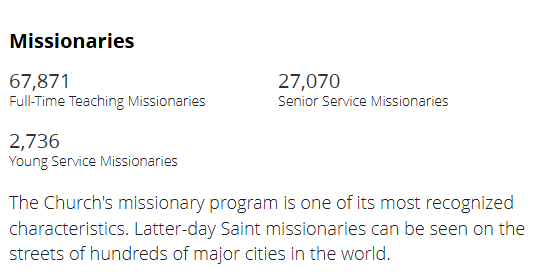 Missionaries
67,871
Full-Time Teaching Missionaries
27,070
Senior Service Missionaries
2,736
Young Service Missionaries
The Church's missionary program is one of its most recognized
characteristics. Latter-day Saint missionaries can be seen on the
streets of hundreds of major cities in the world.